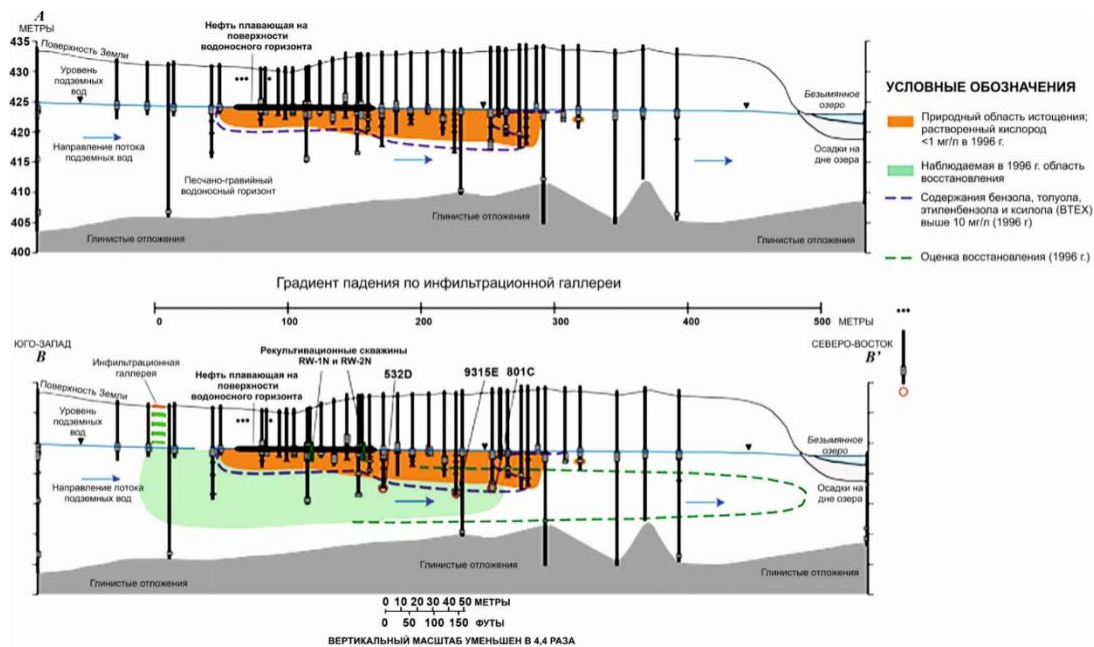 A
МЕТРЫ
435
430
425
420
415
410
405
400
Поверхность Земли
Уровень
подземных
вод
Направление потока
подземных вод
Нефть плавающая на
поверхности
водоносного горизонта
Песчано-гравийный
водоносный горизонт
Глинистые отложения
Глинистые отложения
Глинистые отложения
Безымянное
озеро
Осадки на
дне озера
УСЛОВНЫЕ ОБОЗНАЧЕНИЯ
Природный область истощения;
растворенный кислород
<1 мг/л в 1996 г.
Наблюдаемая в 1996 г. область
восстановления
Содержания бензола, толуола,
этиленбензола и ксилола (BTEX)
выше 10 мг/л (1996 г)
Оценка восстановления (1996 г.)
Градиент падения по инфильтрационной галлереи
0 100 200 300 400 МЕТРЫ 500
ЮГО-ЗАПАД
B
СЕВЕРО-ВОСТОК
B'
Инфильтрационная
галлерея
Рекультивационные скважины
RW-1N и RW-2N
532D
9315E
801C
Поверхность Земли
Уровень
подземных
вод
Нефть плавающая на
поверхности
водоносного горизонта
Направление потока
подземных вод
Безымянное
озеро
Осадки на
дне озера
Глинистые отложения
Глинистые отложения
Глинистые отложения
0 10 20 30 40 50 МЕТРЫ
0 50 100 150 ФУТЫ
ВЕРТИКАЛЬНЫЙ МАСШТАБ УМЕНЬШЕН В 4,4 РАЗА